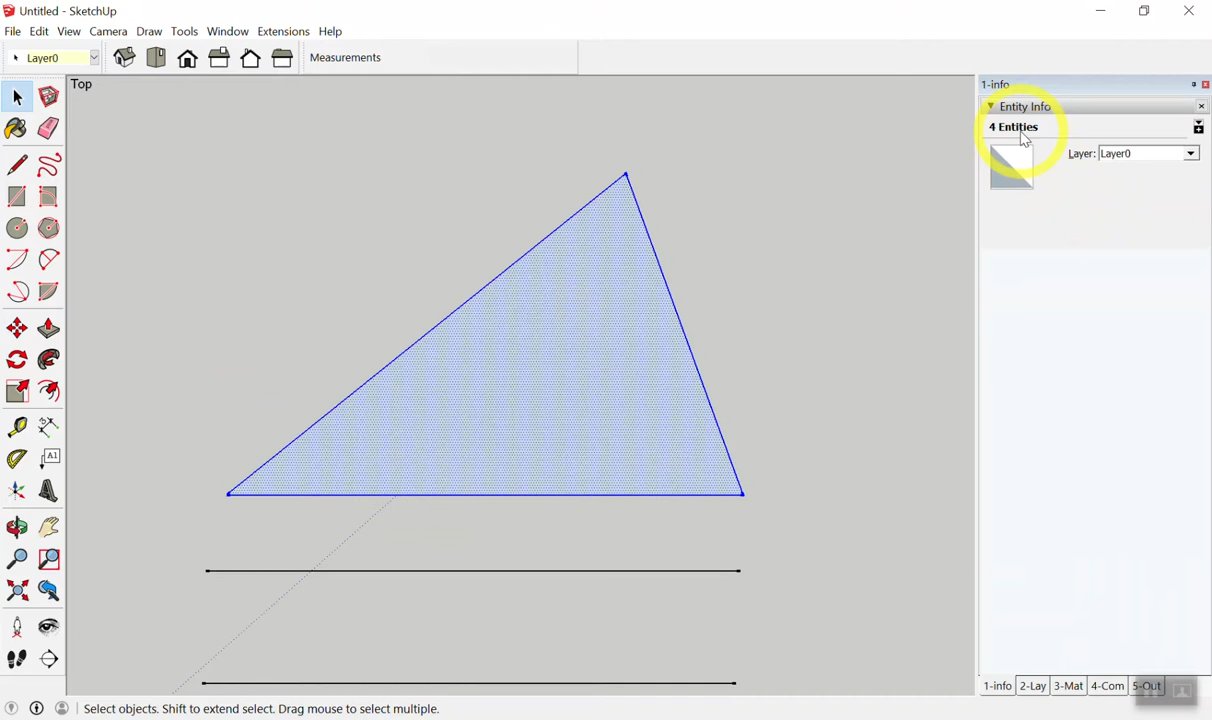 Untitled - SketchUp
File Edit View Camera Draw Tools Window Extensions Help
Layer0
Measurements
Top
1-info
Entity Info
4 Entities
Layer: Layer0
A1
1-info 2-Lay 3-Mat 4-Com 5-Out
Select objects. Shift to extend select. Drag mouse to select multiple.